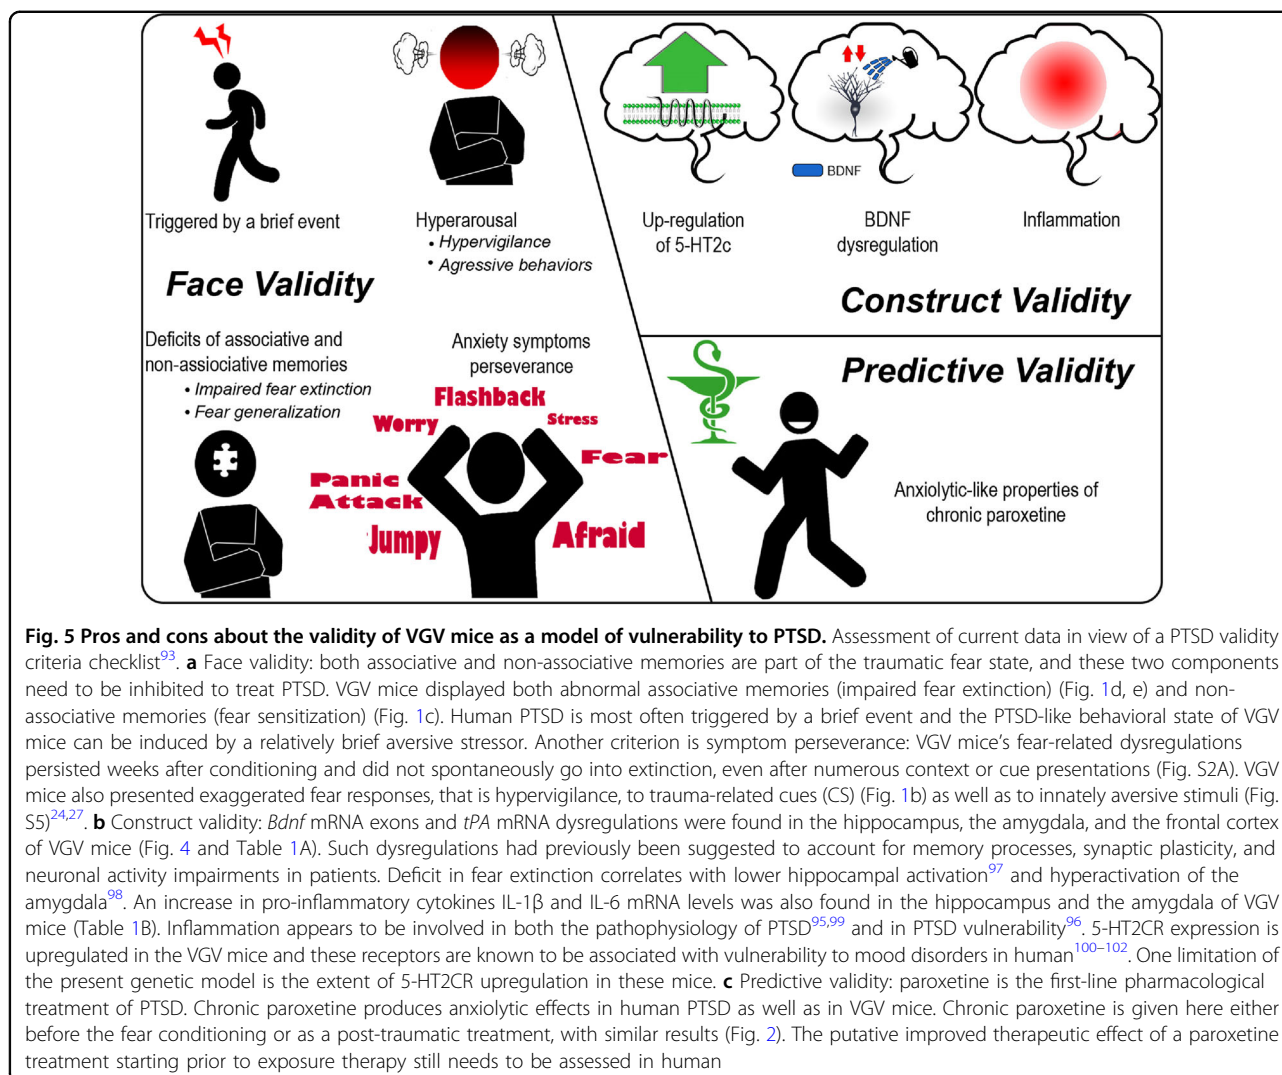 Triggered by a brief event
Hyperarousal
• Hypervigilance
• Agressive behaviors
Face Validity
Deficits of associative and
non-assiociative memories
• Impaired fear extinction
• Fear generalization
Anxiety symptoms
perseverance
Flashback
Worry
Stress
Fear
Panic
Attack
Jumpy
Afraid
BDNF
Up-regulation
of 5-HT2c
BDNF
dysregulation
Inflammation
Construct Validity
Predictive Validity
Anxiolytic-like properties of
chronic paroxetine
Fig. 5 Pros and cons about the validity of VGV mice as a model of vulnerability to PTSD. Assessment of current data in view of a PTSD validity
criteria checklist93. a Face validity: both associative and non-associative memories are part of the traumatic fear state, and these two components
need to be inhibited to treat PTSD. VGV mice displayed both abnormal associative memories (impaired fear extinction) (Fig. 1d, e) and non-
associative memories (fear sensitization) (Fig. 1c). Human PTSD is most often triggered by a brief event and the PTSD-like behavioral state of VGV
mice can be induced by a relatively brief aversive stressor. Another criterion is symptom perseverance: VGV mice’s fear-related dysregulations
persisted weeks after conditioning and did not spontaneously go into extinction, even after numerous context or cue presentations (Fig. S2A). VGV
mice also presented exaggerated fear responses, that is hypervigilance, to trauma-related cues (CS) (Fig. 1b) as well as to innately aversive stimuli (Fig.
S5)24,27. b Construct validity: Bdnf mRNA exons and tPA mRNA dysregulations were found in the hippocampus, the amygdala, and the frontal cortex
of VGV mice (Fig. 4 and Table 1A). Such dysregulations had previously been suggested to account for memory processes, synaptic plasticity, and
neuronal activity impairments in patients. Deficit in fear extinction correlates with lower hippocampal activation97 and hyperactivation of the
amygdala98. An increase in pro-inflammatory cytokines IL-1β and IL-6 mRNA levels was also found in the hippocampus and the amygdala of VGV
mice (Table 1B). Inflammation appears to be involved in both the pathophysiology of PTSD95,99 and in PTSD vulnerability96. 5-HT2CR expression is
upregulated in the VGV mice and these receptors are known to be associated with vulnerability to mood disorders in human100–102. One limitation of
the present genetic model is the extent of 5-HT2CR upregulation in these mice. c Predictive validity: paroxetine is the first-line pharmacological
treatment of PTSD. Chronic paroxetine produces anxiolytic effects in human PTSD as well as in VGV mice. Chronic paroxetine is given here either
before the fear conditioning or as a post-traumatic treatment, with similar results (Fig. 2). The putative improved therapeutic effect of a paroxetine
treatment starting prior to exposure therapy still needs to be assessed in human